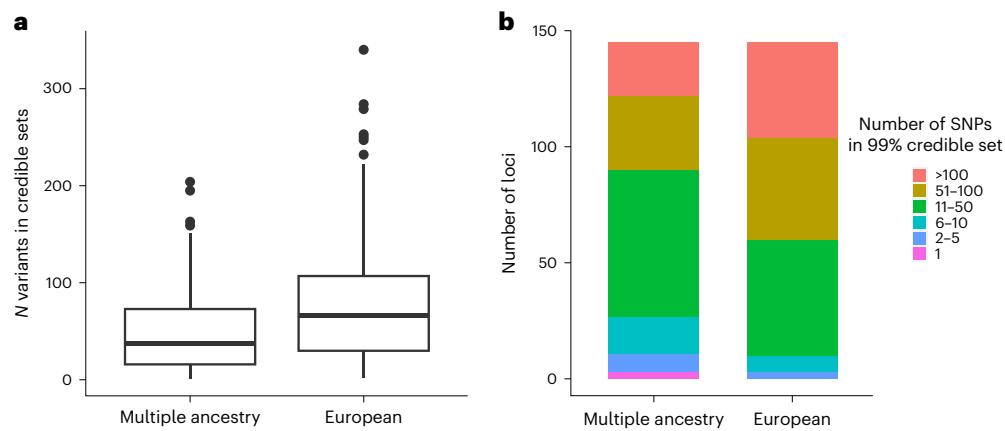 a
N variants in credible sets
300
200
100
0
Multiple ancestry
European
b
Number of loci
150
100
50
0
Multiple ancestry
European
Number of SNPs
in 99% credible set
>100
51–100
11–50
6–10
2–5
1